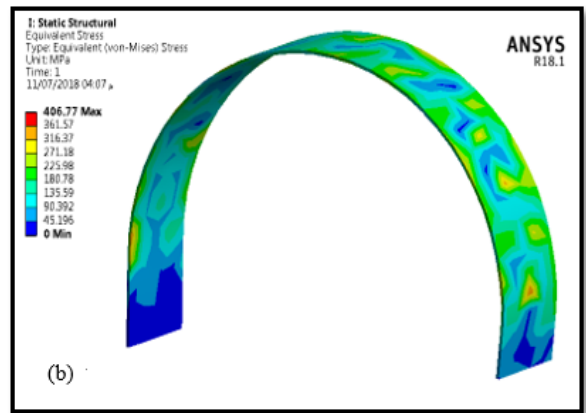 I: Static Structural
Equivalent Stress
Type: Equivalent (von-Mises) Stress
Unit: MPa
Time: 1
11/07/2018 04:07 م
ANSYS
R18.1
406.77 Max
361.57
316.37
271.18
225.98
180.78
135.59
90.392
45.196
0 Min
(b)